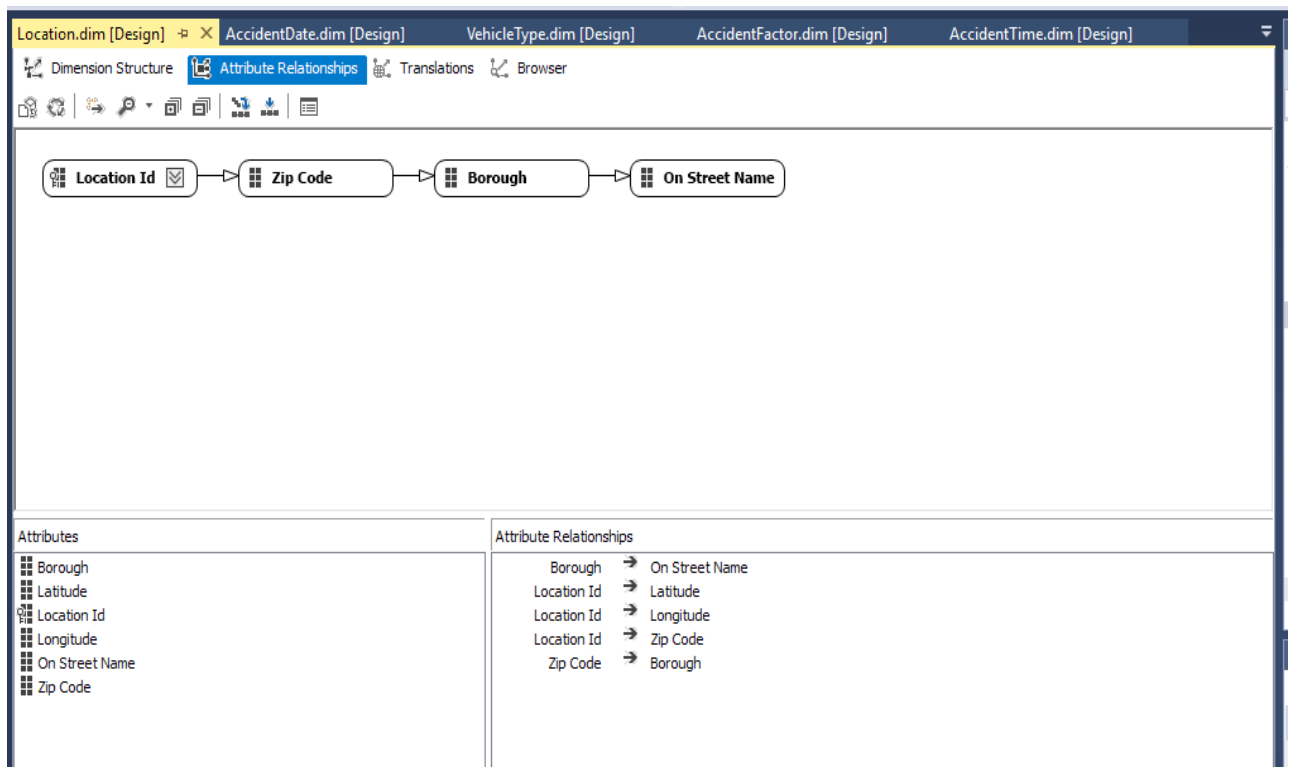 Location.dim [Design] AccidentDate.dim [Design] VehicleType.dim [Design] AccidentFactor.dim [Design] AccidentTime.dim [Design]
Dimension Structure Attribute Relationships Translations Browser
Location Id Zip Code Borough On Street Name
Attributes
Borough
Latitude
Location Id
Longitude
On Street Name
Zip Code
Attribute Relationships
Borough → On Street Name
Location Id → Latitude
Location Id → Longitude
Location Id → Zip Code
Zip Code → Borough